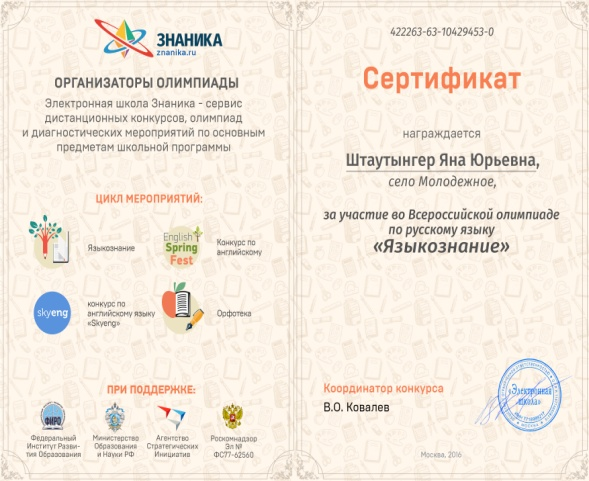 ЗНАНИКА
znanika.ru
ОРГАНИЗАТОРЫ ОЛИМПИАДЫ
Электронная школа Знаника - сервис
дистанционных конкурсов, олимпиад
и диагностических мероприятий по основным
предметам школьной программы
ЦИКЛ МЕРОПРИЯТИЙ:
Языкознание
English
Spring
Fest
Конкурс по
английскому
skyeng
конкурс по
английскому языку
«Skyeng»
Орфотека
ПРИ ПОДДЕРЖКЕ:
ФИРО
Федеральный
Институт Разви-
тия Образования
Министерство
Образования
и Науки РФ
Агентство
Стратегических
Инициатив
Роскомнадзор
Эл №
ФС77-62560
422263-63-10429453-0
Сертификат
награждается
Штаутынгер Яна Юрьевна,
село Молодежное,
за участие во Всероссийской олимпиаде
по русскому языку
«Языкознание»
Координатор конкурса
В.О. Ковалев
«Электронная
школа»
Москва, 2016